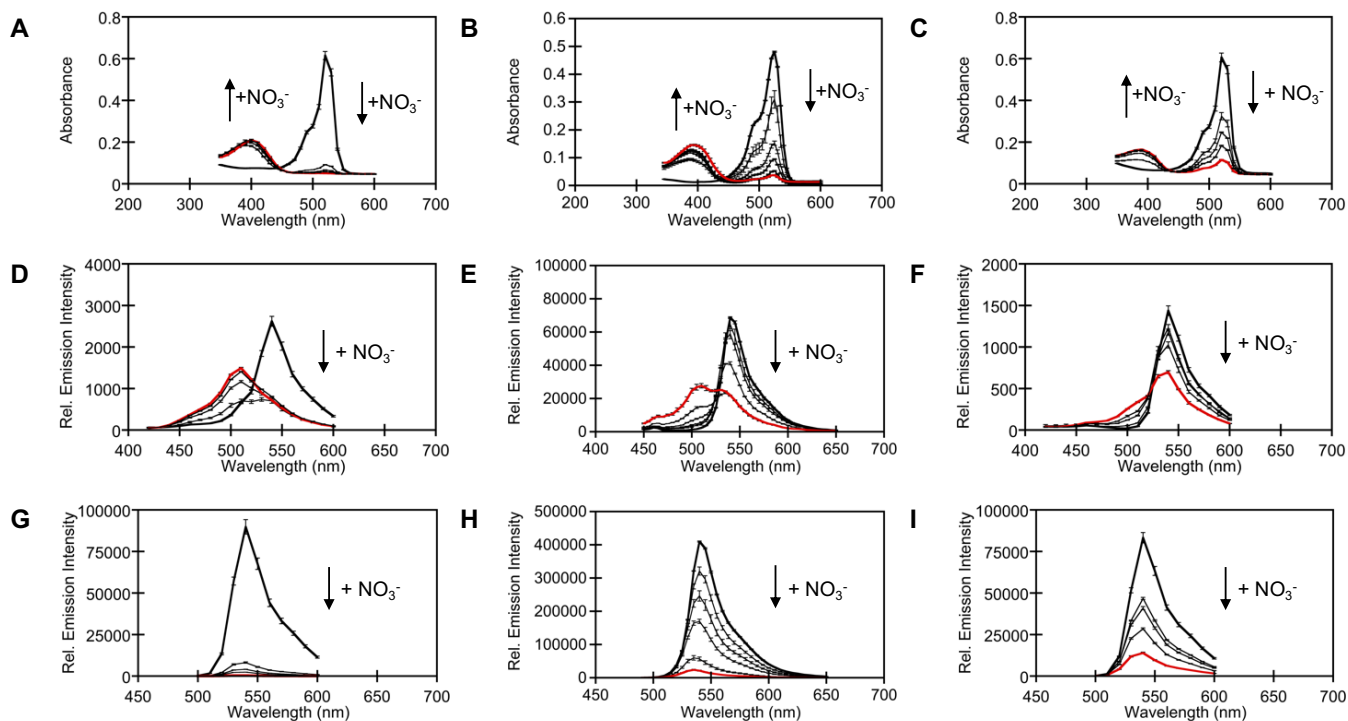 A
Absorbance
0.8
0.6
0.4
0.2
0
+NO₃⁻
+NO₃⁻
200 300 400 500 600 700
Wavelength (nm)
B
Absorbance
0.6
0.5
0.4
0.3
0.2
0.1
0
+NO₃⁻
+NO₃⁻
200 300 400 500 600 700
Wavelength (nm)
C
Absorbance
0.8
0.6
0.4
0.2
0
+NO₃⁻
+ NO₃⁻
200 300 400 500 600 700
Wavelength (nm)
D
Rel. Emission Intensity
4000
3000
2000
1000
0
+ NO₃⁻
400 450 500 550 600 650 700
Wavelength (nm)
E
Rel. Emission Intensity
100000
80000
60000
40000
20000
0
+ NO₃⁻
400 450 500 550 600 650 700
Wavelength (nm)
F
Rel. Emission Intensity
2000
1500
1000
500
0
+ NO₃⁻
400 450 500 550 600 650 700
Wavelength (nm)
G
Rel. Emission Intensity
100000
75000
50000
25000
0
+ NO₃⁻
450 500 550 600 650 700
Wavelength (nm)
H
Rel. Emission Intensity
500000
400000
300000
200000
100000
0
+ NO₃⁻
450 500 550 600 650 700
Wavelength (nm)
I
Rel. Emission Intensity
100000
75000
50000
25000
0
+ NO₃⁻
450 500 550 600 650 700
Wavelength (nm)